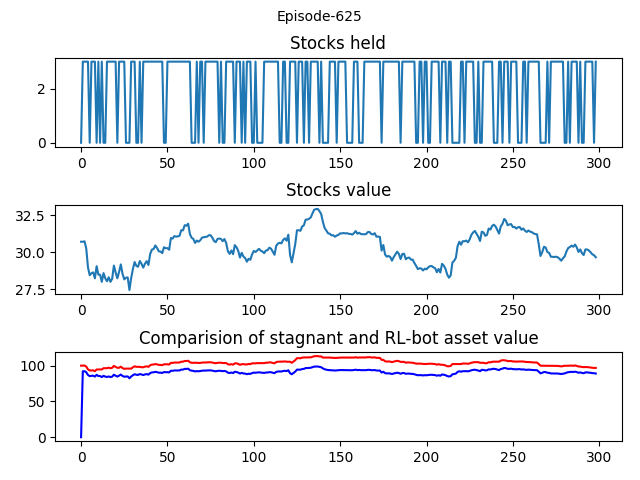 Episode-625
Stocks held
2
0
0 50 100 150 200 250 300
Stocks value
32.5
30.0
27.5
0 50 100 150 200 250 300
Comparision of stagnant and RL-bot asset value
100
50
0
0 50 100 150 200 250 300